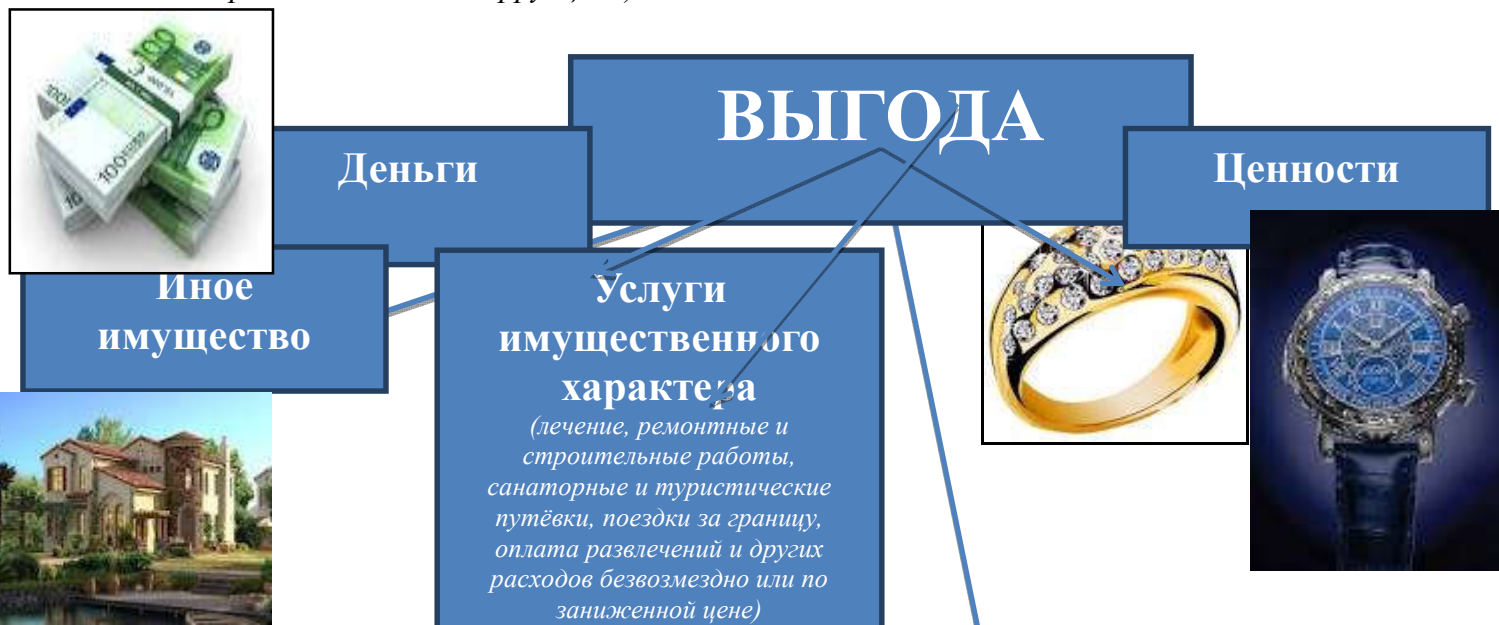 ВЫГОДА
Деньги
Ценности
Иное
имущество
Услуги
имущественного
характера
(лечение, ремонтные и
строительные работы,
санаторные и туристические
путёвки, поездки за границу,
оплата развлечений и других
расходов безвозмездно или по
заниженной цене)